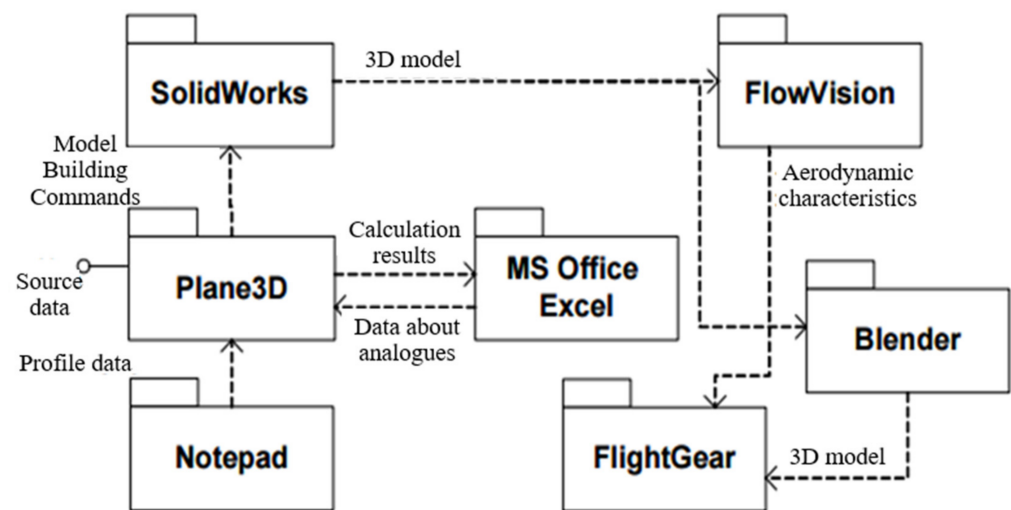 SolidWorks
3D model
FlowVision
Model
Building
Commands
Aerodynamic
characteristics
Source
data
Plane3D
Calculation
results
MS Office
Excel
Data about
analogues
Blender
Profile data
Notepad
FlightGear
3D model